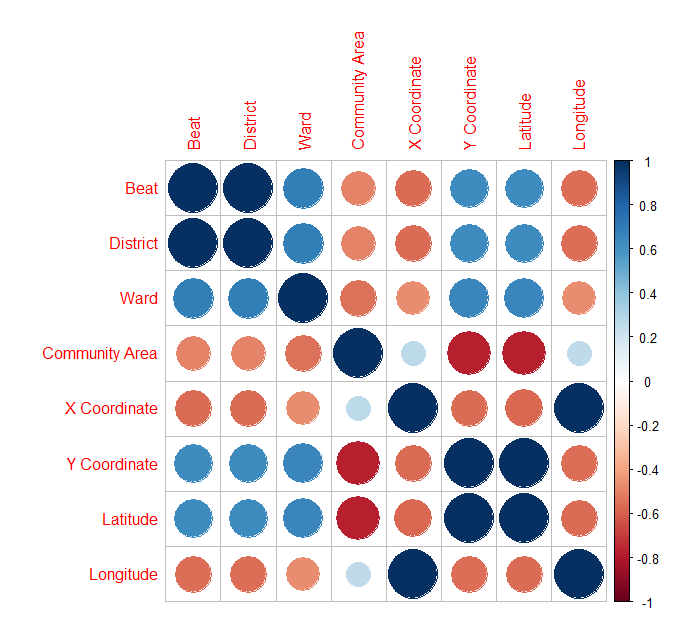 Beat
District
Ward
Community Area
X Coordinate
Y Coordinate
Latitude
Longitude
Beat
District
Ward
Community Area
X Coordinate
Y Coordinate
Latitude
Longitude
1
0.8
0.6
0.4
0.2
0
-0.2
-0.4
-0.6
-0.8
-1